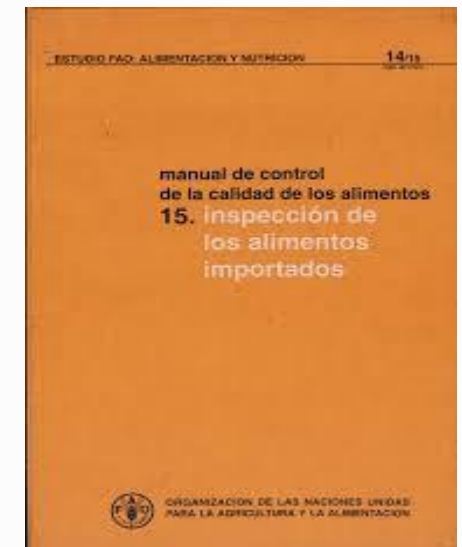 ESTUDIO FAO: ALIMENTACION Y NUTRICION 14/15
manual de control
de la calidad de los alimentos
15. inspección de
los alimentos
importados
FAO
ORGANIZACION DE LAS NACIONES UNIDAS
PARA LA AGRICULTURA Y LA ALIMENTACION